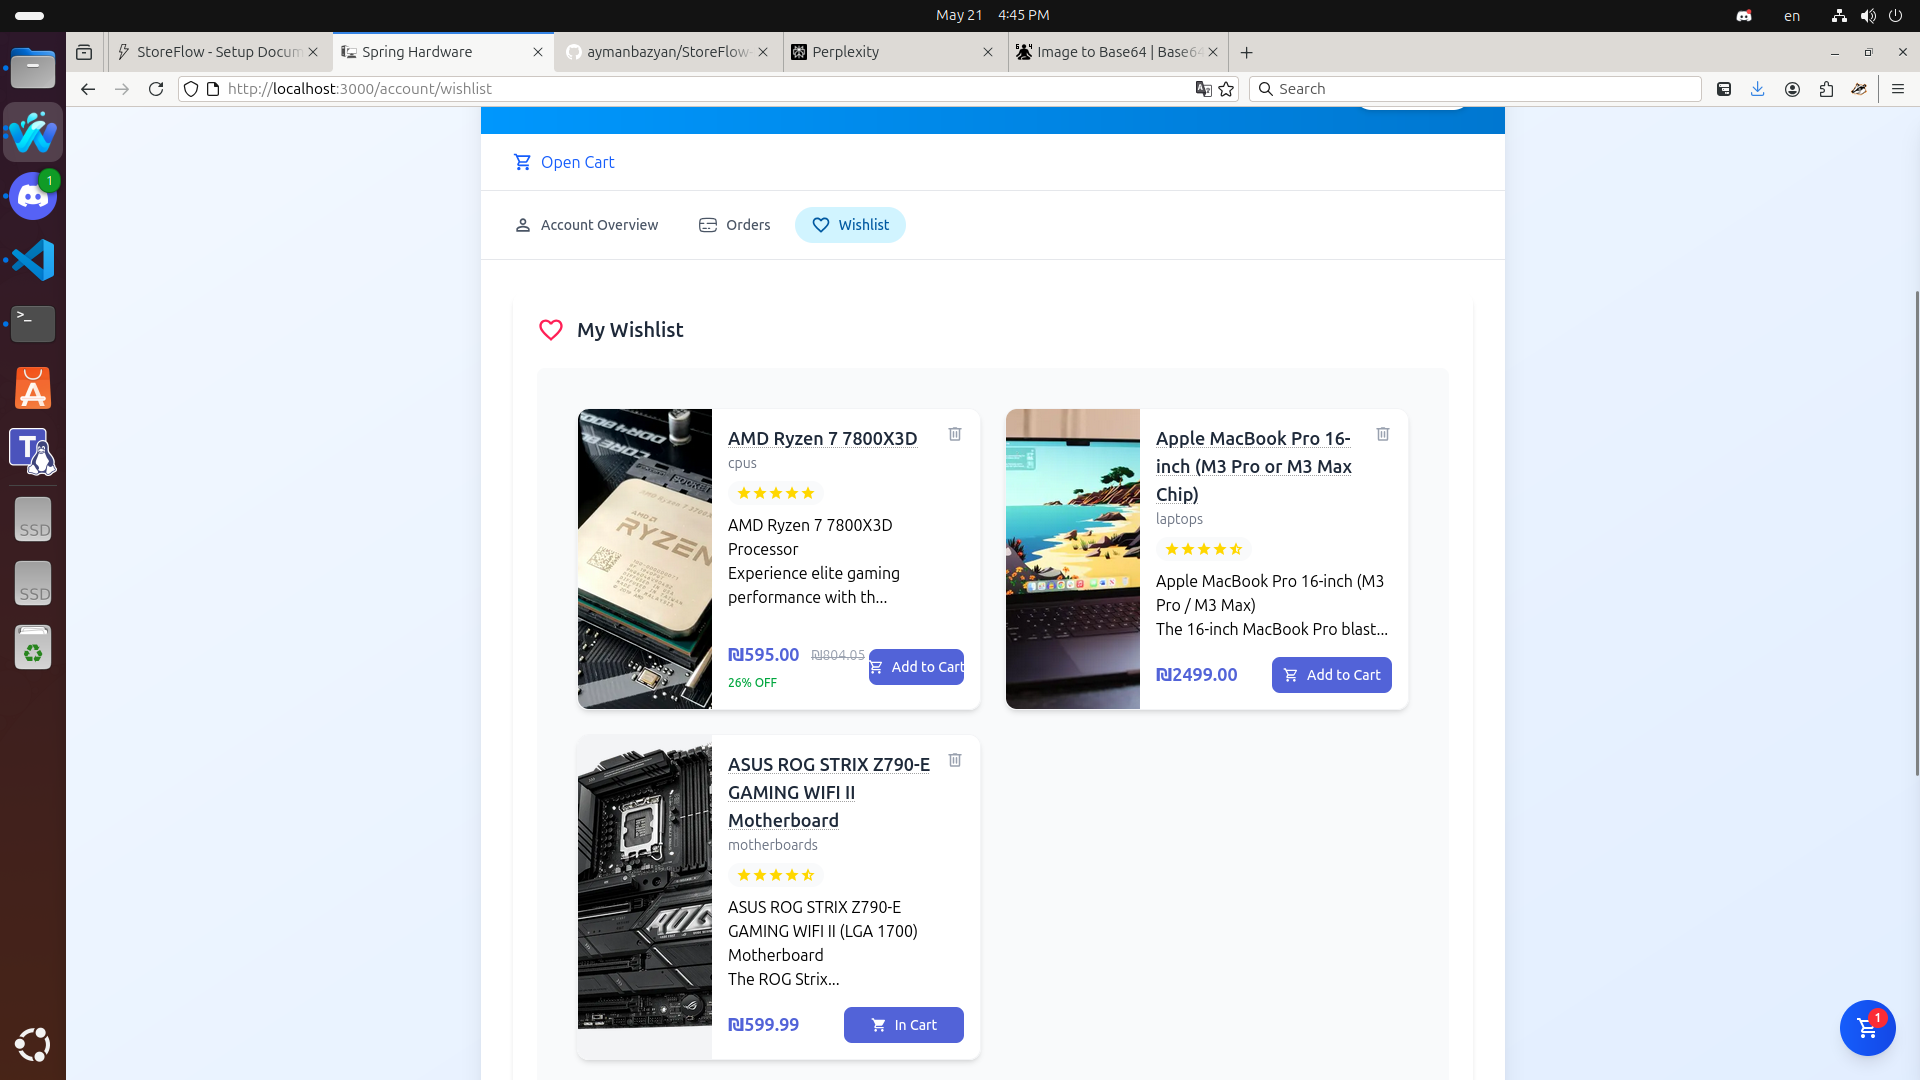 May 21 4:45 PM
en
StoreFlow - Setup Docum
Spring Hardware
aymanbazyan/StoreFlow-
Perplexity
Image to Base64 | Base64
http://localhost:3000/account/wishlist
Search
1
Open Cart
Account Overview
Orders
Wishlist
My Wishlist
AMD Ryzen 7 7800X3D
cpus
AMD Ryzen 7 7800X3D
Processor
Experience elite gaming
performance with th...
₪595.00 ₪804.05
26% OFF
Add to Cart
RYZEN
Apple MacBook Pro 16-
inch (M3 Pro or M3 Max
Chip)
laptops
Apple MacBook Pro 16-inch (M3
Pro / M3 Max)
The 16-inch MacBook Pro blast...
₪2499.00
Add to Cart
ASUS ROG STRIX Z790-E
GAMING WIFI II
Motherboard
motherboards
ASUS ROG STRIX Z790-E
GAMING WIFI II (LGA 1700)
Motherboard
The ROG Strix...
₪599.99
In Cart
1
SSD
SSD